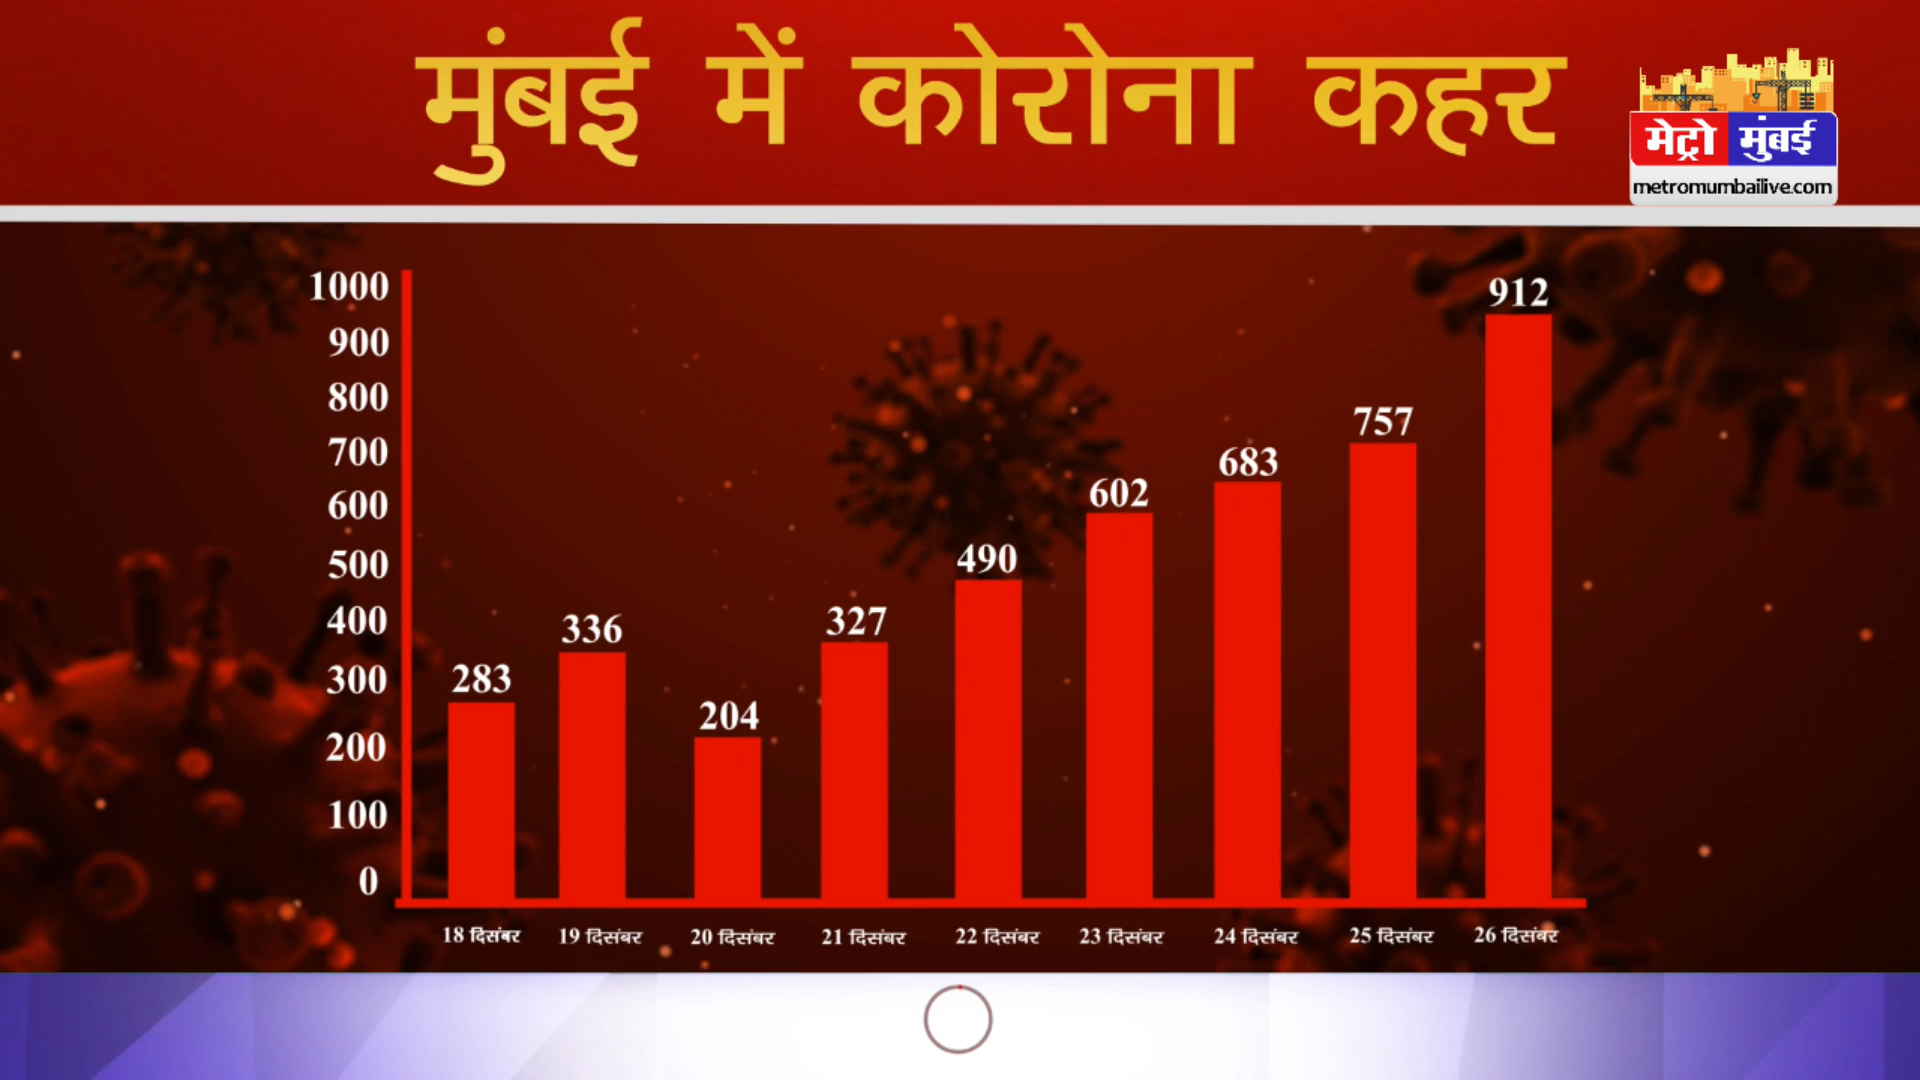 मुंबई में कोरोना कहर
मेट्रो मुंबई
metromumbailive.com
1000
900
800
700
600
500
400
300
200
100
0
283
336
204
327
490
602
683
757
912
18 दिसंबर
19 दिसंबर
20 दिसंबर
21 दिसंबर
22 दिसंबर
23 दिसंबर
24 दिसंबर
25 दिसंबर
26 दिसंबर